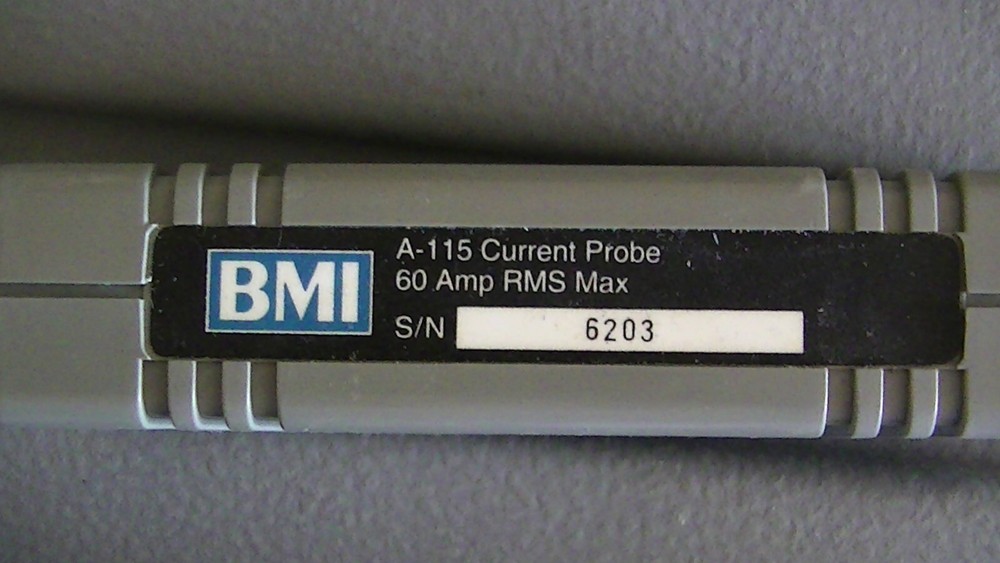 BMI
A-115 Current Probe
60 Amp RMS Max
S/N 6203